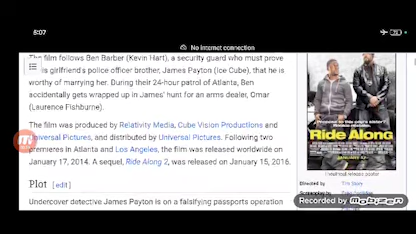 8:07
No internet connection
The film follows Ben Barber (Kevin Hart), a security guard who must prove
his girlfriend's police officer brother, James Payton (Ice Cube), that he is
worthy of marrying her. During their 24-hour patrol of Atlanta, Ben
accidentally gets wrapped up in James' hunt for an arms dealer, Omar
(Laurence Fishburne).
The film was produced by Relativity Media, Cube Vision Productions and
Universal Pictures, and distributed by Universal Pictures. Following two
premieres in Atlanta and Los Angeles, the film was released worldwide on
January 17, 2014. A sequel, Ride Along 2, was released on January 15, 2016.
Plot [edit]
Undercover detective James Payton is on a falsifying passports operation
Ride Along
Theatrical release poster
Directed by Tim Story
Recorded by